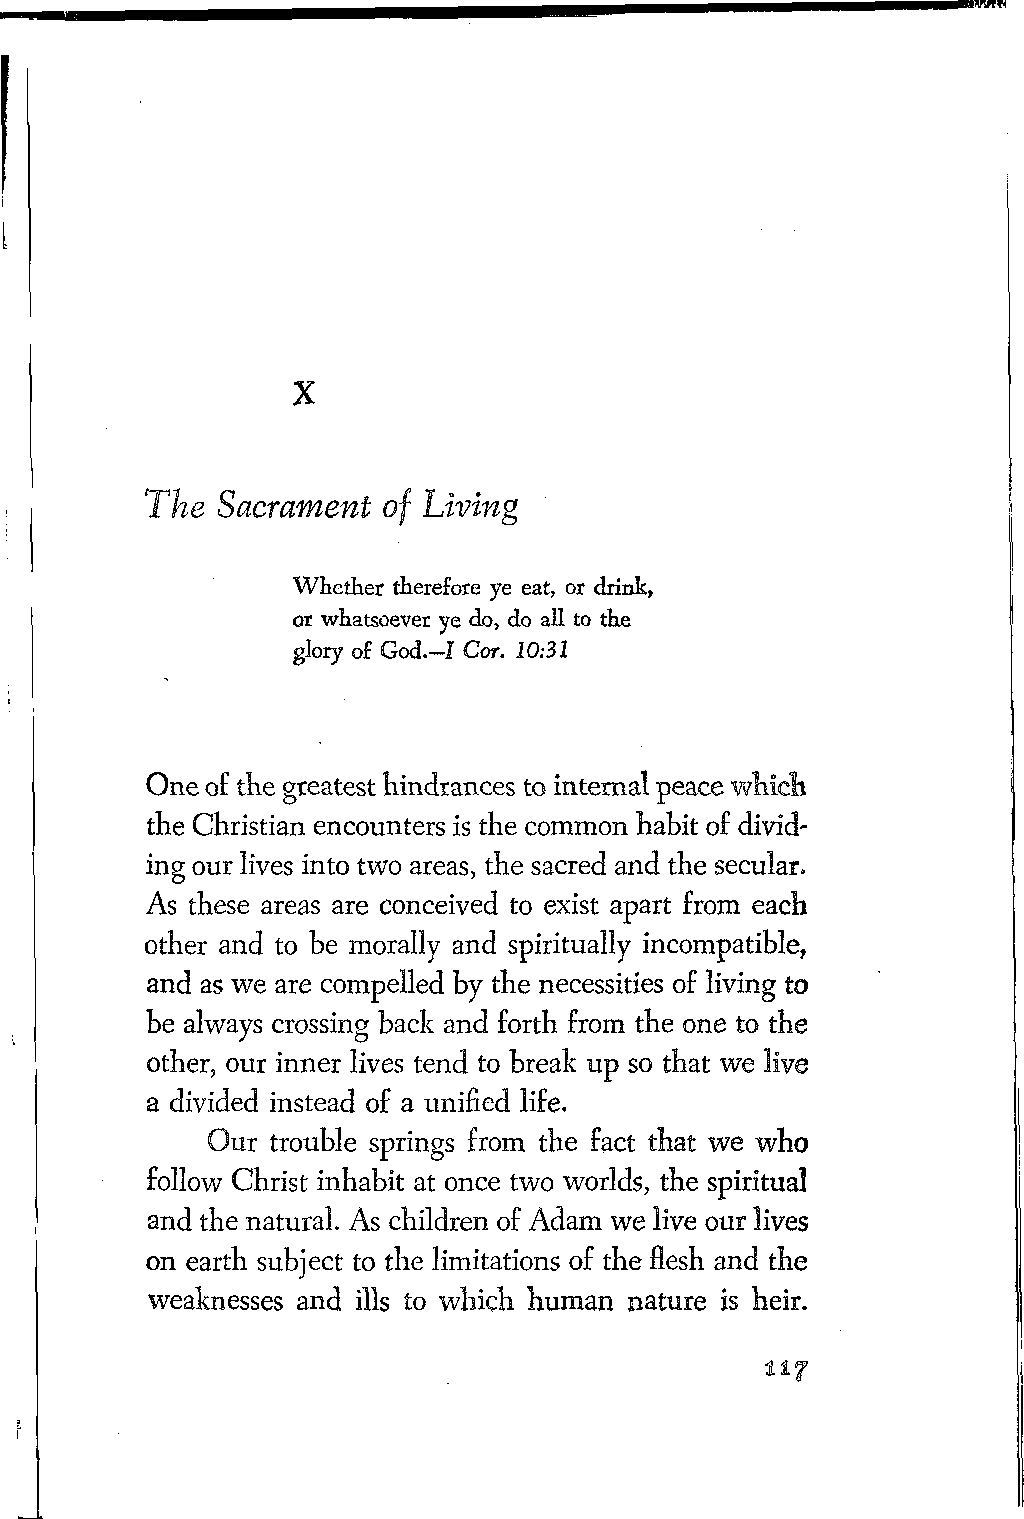 X
The Sacrament of Living
Whether therefore ye eat, or drink,
or whatsoever ye do, do all to the
glory of God.—I Cor. 10:31
One of the greatest hindrances to internal peace which
the Christian encounters is the common habit of divid-
ing our lives into two areas, the sacred and the secular.
As these areas are conceived to exist apart from each
other and to be morally and spiritually incompatible,
and as we are compelled by the necessities of living to
be always crossing back and forth from the one to the
other, our inner lives tend to break up so that we live
a divided instead of a unified life.
Our trouble springs from the fact that we who
follow Christ inhabit at once two worlds, the spiritual
and the natural. As children of Adam we live our lives
on earth subject to the limitations of the flesh and the
weaknesses and ills to which human nature is heir.
117